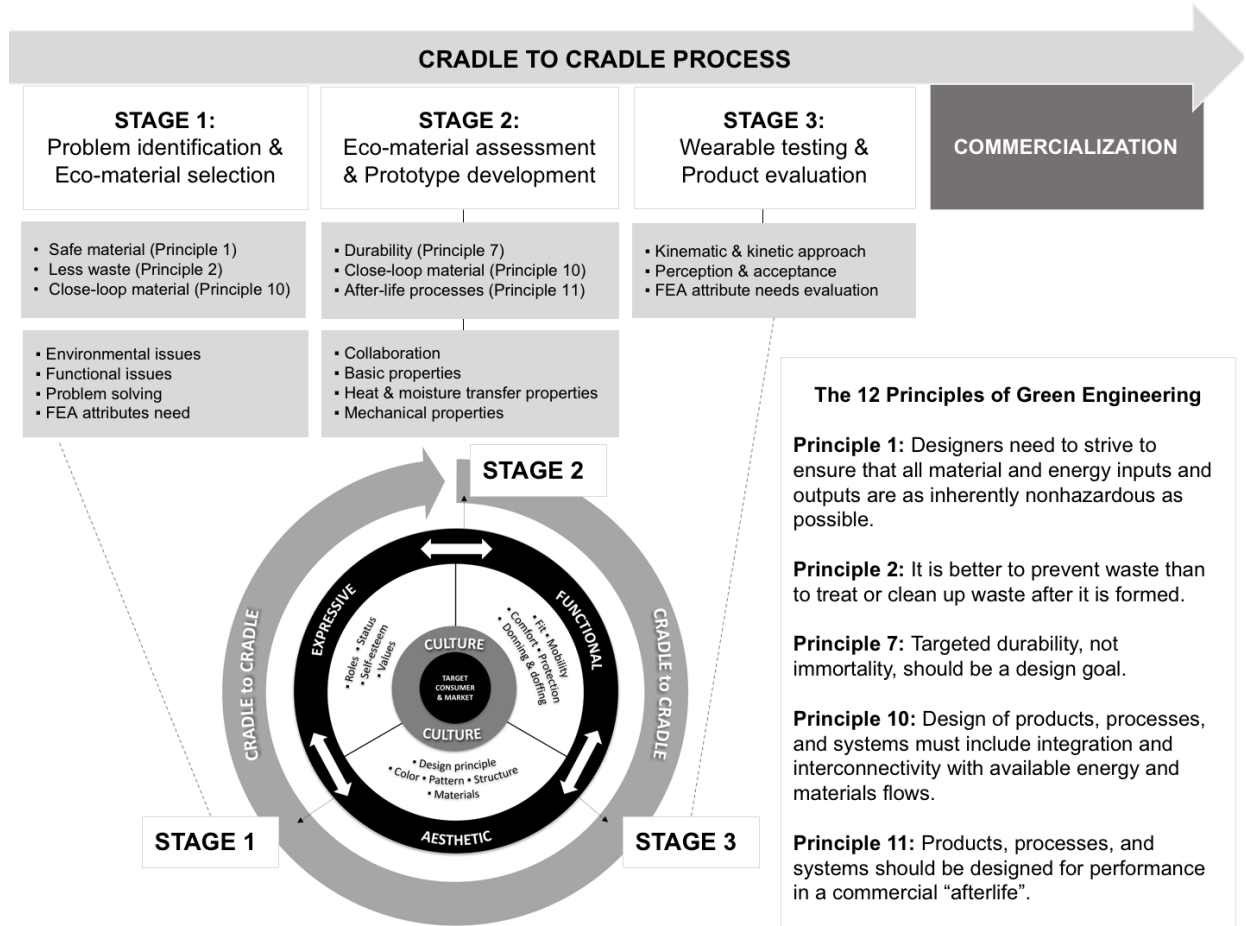 CRADLE TO CRADLE PROCESS
STAGE 1:
Problem identification &
Eco-material selection
STAGE 2:
Eco-material assessment
& Prototype development
STAGE 3:
Wearable testing &
Product evaluation
COMMERCIALIZATION
• Safe material (Principle 1)
• Less waste (Principle 2)
• Close-loop material (Principle 10)
▪ Durability (Principle 7)
▪ Close-loop material (Principle 10)
▪ After-life processes (Principle 11)
▪ Kinematic & kinetic approach
▪ Perception & acceptance
▪ FEA attribute needs evaluation
▪ Environmental issues
▪ Functional issues
▪ Problem solving
▪ FEA attributes need
▪ Collaboration
▪ Basic properties
▪ Heat & moisture transfer properties
▪ Mechanical properties
STAGE 2
CRADLE to CRADLE
EXPRESSIVE
• Roles • Status
• Self-esteem
• Values
FUNCTIONAL
• Fit • Mobility
• Comfort • Protection
• Donning & doffing
CRADLE to CRADLE
CULTURE
TARGET
CONSUMER
& MARKET
CULTURE
• Design principle
• Color • Pattern • Structure
• Materials
AESTHETIC
STAGE 1
STAGE 3
The 12 Principles of Green Engineering
Principle 1: Designers need to strive to
ensure that all material and energy inputs and
outputs are as inherently nonhazardous as
possible.
Principle 2: It is better to prevent waste than
to treat or clean up waste after it is formed.
Principle 7: Targeted durability, not
immortality, should be a design goal.
Principle 10: Design of products, processes,
and systems must include integration and
interconnectivity with available energy and
materials flows.
Principle 11: Products, processes, and
systems should be designed for performance
in a commercial “afterlife”.